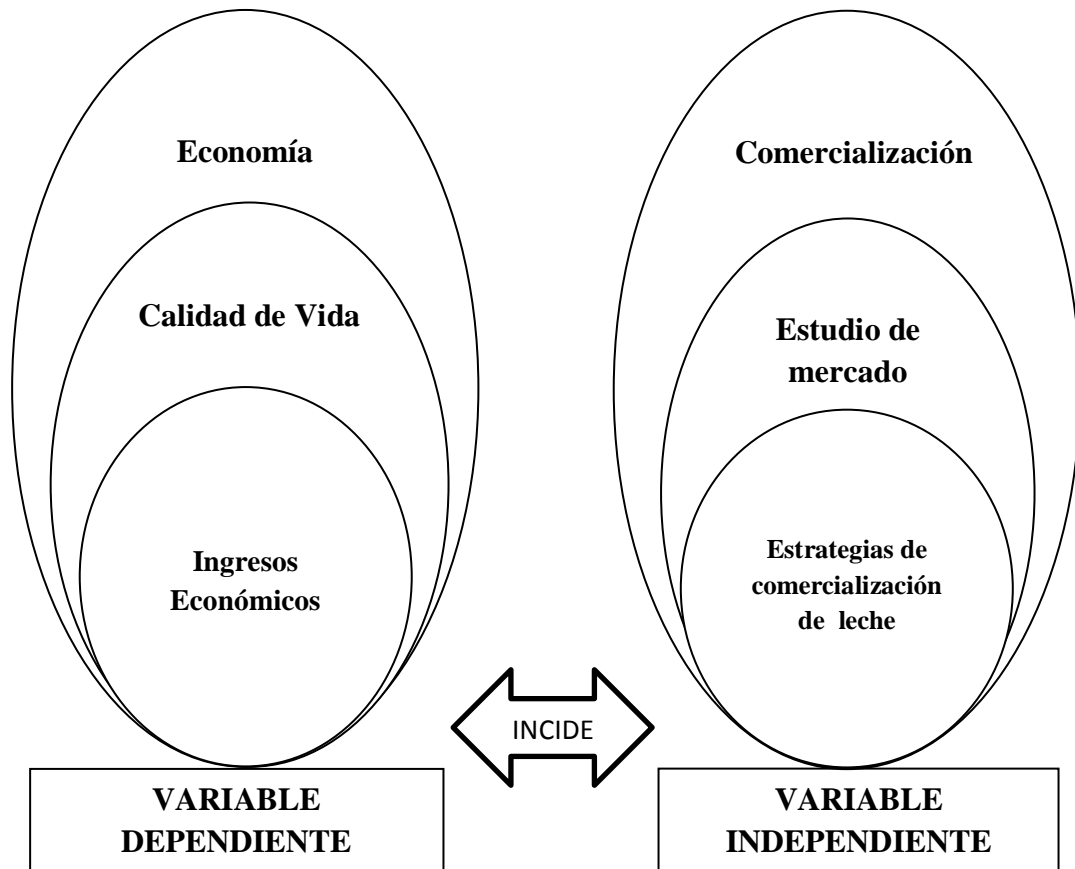 Economía
Calidad de Vida
Ingresos
Económicos
Comercialización
Estudio de
mercado
Estrategias de
comercialización
de leche
INCIDE
VARIABLE
DEPENDIENTE
VARIABLE
INDEPENDIENTE